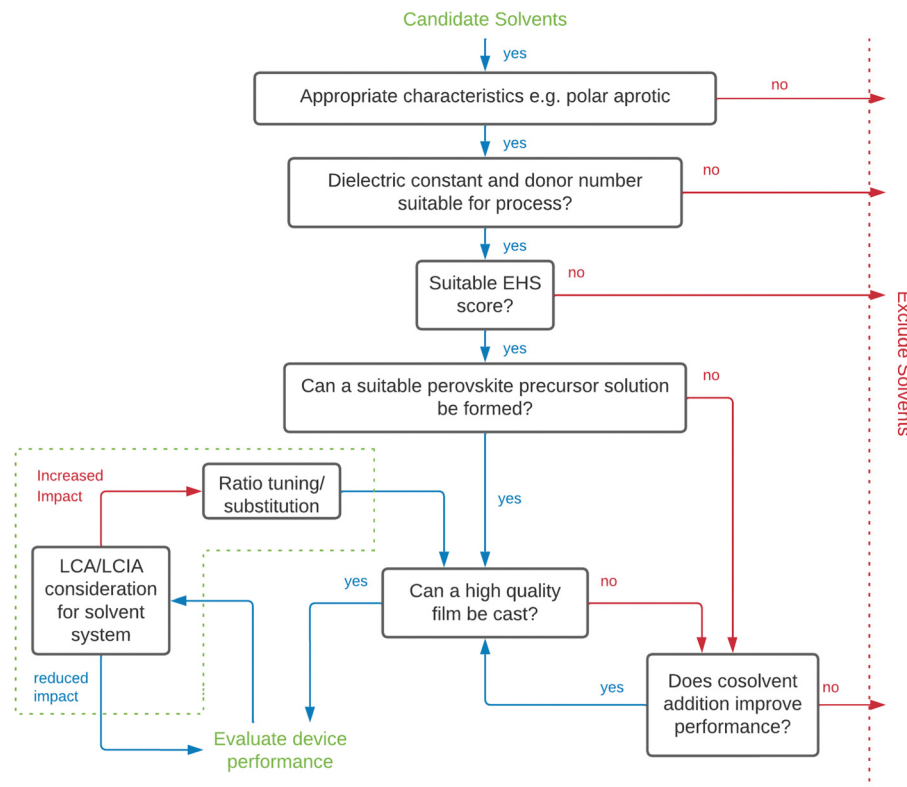 Candidate Solvents
yes
Appropriate characteristics e.g. polar aprotic
no
yes
Dielectric constant and donor number
suitable for process?
no
yes
Suitable EHS
score?
no
yes
Can a suitable perovskite precursor solution
be formed?
no
Exclude Solvents
yes
Increased
Impact
Ratio tuning/
substitution
LCA/LCIA
consideration
for solvent
system
yes
Can a high quality
film be cast?
no
reduced
impact
yes
Does cosolvent
addition improve
performance?
no
Evaluate device
performance